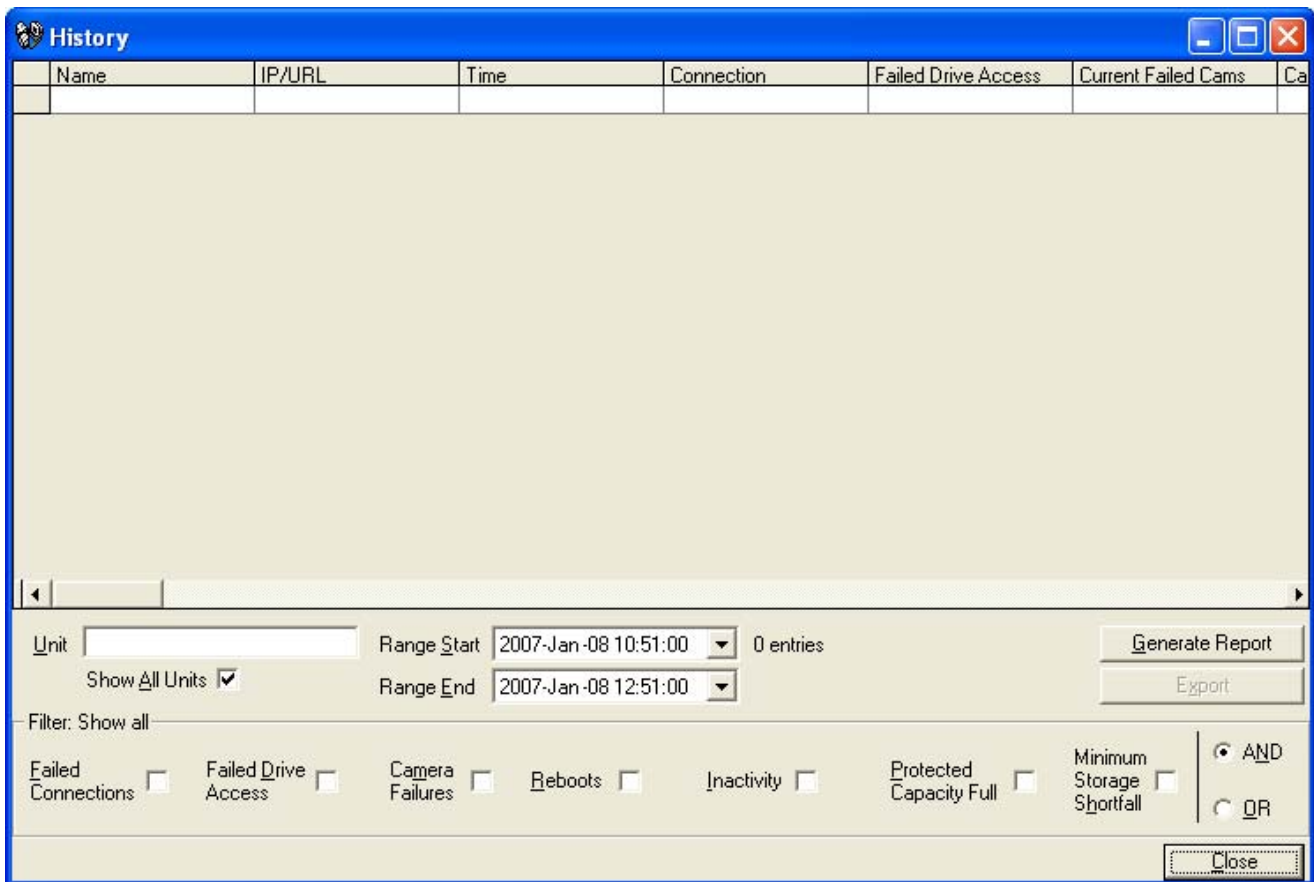 History
Name IP/URL Time Connection Failed Drive Access Current Failed Cams Ca
Unit Range Start 2007-Jan-08 10:51:00 0 entries Generate Report
Show All Units Range End 2007-Jan-08 12:51:00 Export
Filter: Show all
Failed Connections
Failed Drive Access
Camera Failures
Reboots
Inactivity
Protected Capacity Full
Minimum Storage Shortfall
AND
OR
Close